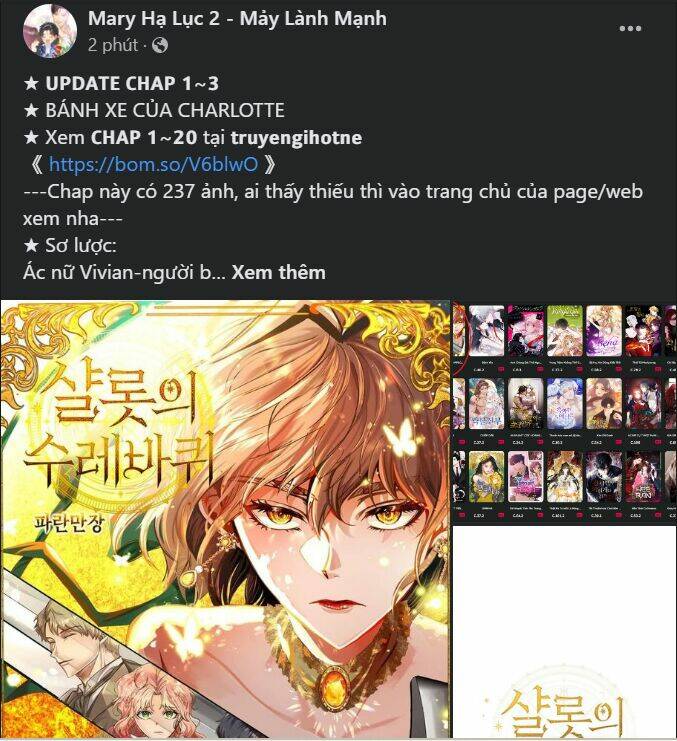 Mary Hạ Lục 2 - Mảy Lành Mạnh
2 phút ·
★ UPDATE CHAP 1~3
★ BÁNH XE CỦA CHARLOTTE
★ Xem CHAP 1~20 tại truyengihotne
《 https://bom.so/V6blwO 》
---Chap này có 237 ảnh, ai thấy thiếu thì vào trang chủ của page/web
xem nha---
★ Sơ lược:
Ác nữ Vivian-người b... Xem thêm
샬롯의
수레바퀴
파란만장
샬롯의